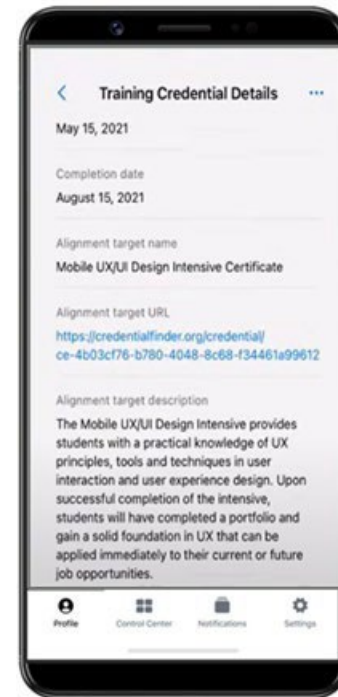 Training Credential Details
May 15, 2021
Completion date
August 15, 2021
Alignment target name
Mobile UX/UI Design Intensive Certificate
Alignment target URL
https://credentialfinder.org/credential/
ce-4b03cf76-b780-4048-8c68-f34461a99612
Alignment target description
The Mobile UX/UI Design Intensive provides
students with a practical knowledge of UX
principles, tools and techniques in user
interaction and user experience design. Upon
successful completion of the intensive,
students will have completed a portfolio and
gain a solid foundation in UX that can be
applied immediately to their current or future
job opportunities.
Profile Control Center Notifications Settings